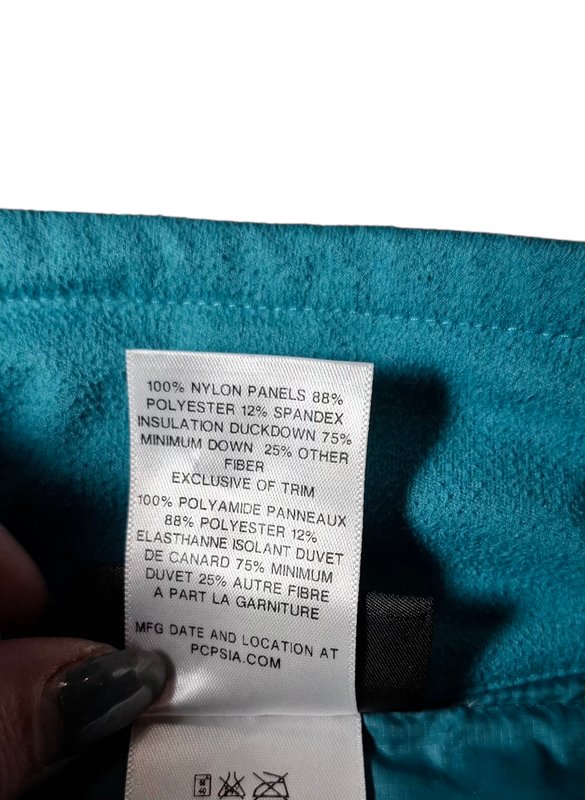 100% NYLON PANELS 88%
POLYESTER 12% SPANDEX
INSULATION DUCKDOWN 75%
MINIMUM DOWN 25% OTHER
FIBER
EXCLUSIVE OF TRIM
100% POLYAMIDE PANNEAUX
88% POLYESTER 12%
ELASTHANNE ISOLANT DUVET
DE CANARD 75% MINIMUM
DUVET 25% AUTRE FIBRE
A PART LA GARNITURE
MFG DATE AND LOCATION AT
PCPSIA.COM